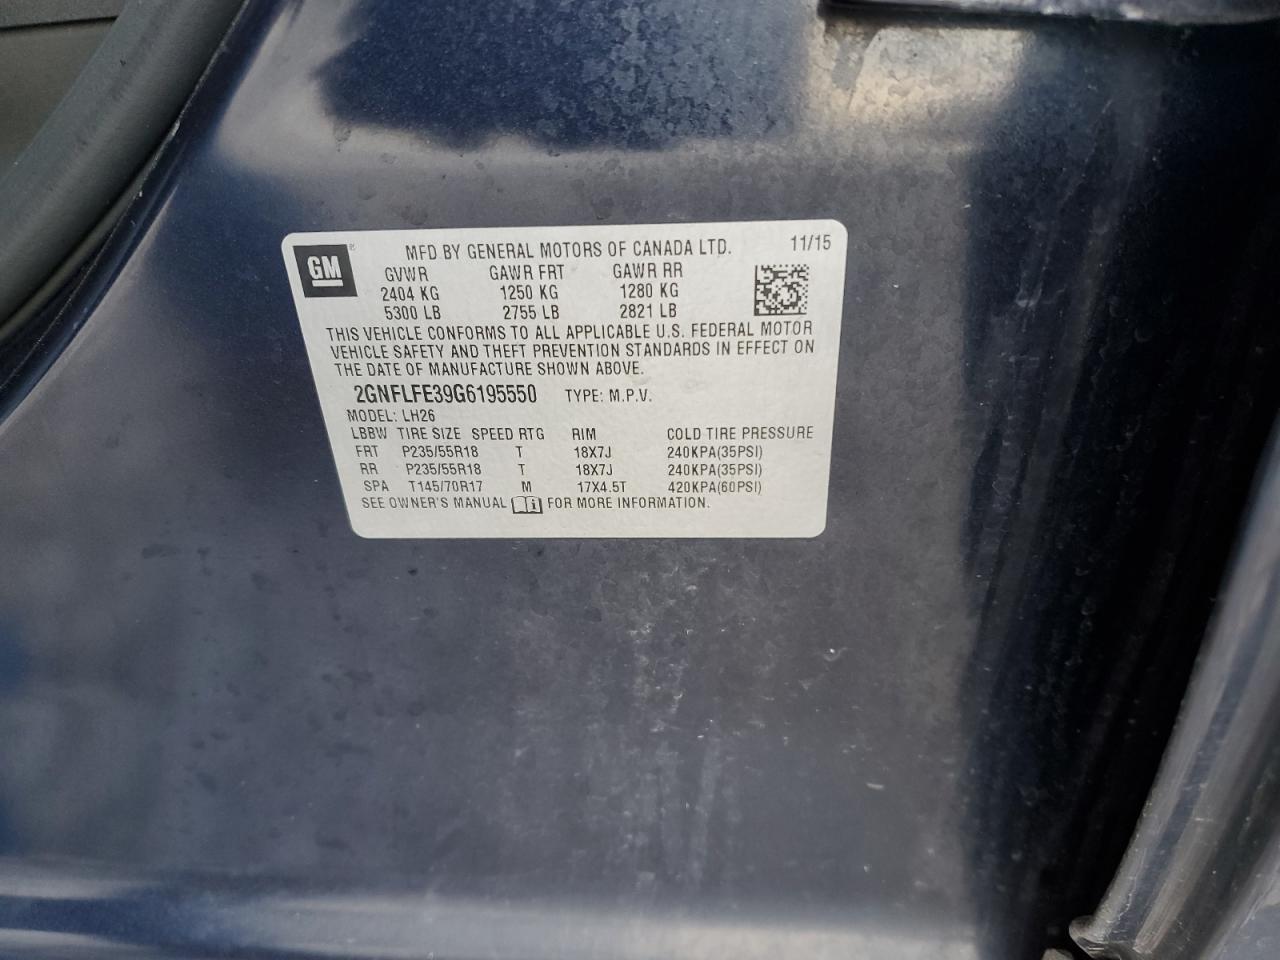 GM ® MFD BY GENERAL MOTORS OF CANADA LTD. 11/15
GVWR GAWR FRT GAWR RR
2404 KG 1250 KG 1280 KG
5300 LB 2755 LB 2821 LB
THIS VEHICLE CONFORMS TO ALL APPLICABLE U.S. FEDERAL MOTOR
VEHICLE SAFETY AND THEFT PREVENTION STANDARDS IN EFFECT ON
THE DATE OF MANUFACTURE SHOWN ABOVE.
2GNFLFE39G6195550 TYPE: M.P.V.
MODEL: LH26
LBBW TIRE SIZE SPEED RTG RIM COLD TIRE PRESSURE
FRT P235/55R18 T 18X7J 240KPA(35PSI)
RR P235/55R18 T 18X7J 240KPA(35PSI)
SPA T145/70R17 M 17X4.5T 420KPA(60PSI)
SEE OWNER'S MANUAL i FOR MORE INFORMATION.